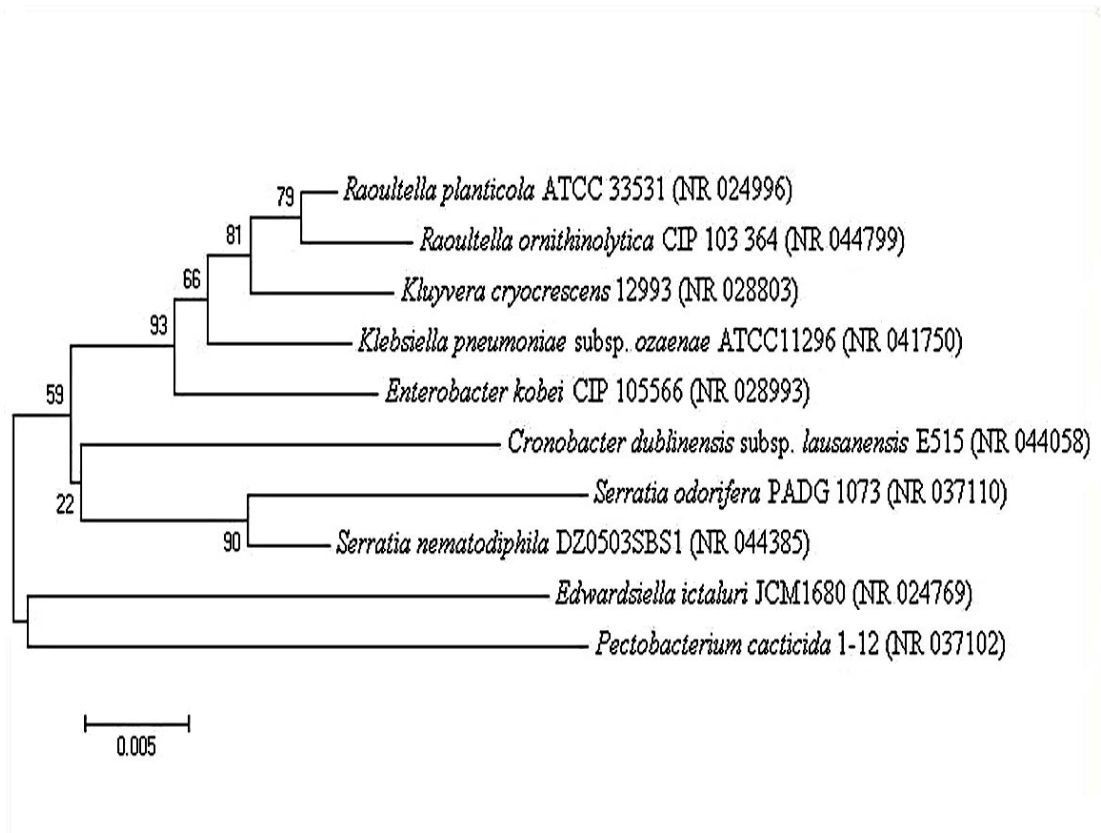 79
Raoultella planticola ATCC 33531 (NR 024996)
81
Raoultella ornithinolytica CIP 103 364 (NR 044799)
66
Kluyvera cryocrescens 12993 (NR 028803)
93
Klebsiella pneumoniae subsp. ozaenae ATCC11296 (NR 041750)
59
Enterobacter kobei CIP 105566 (NR 028993)
Cronobacter dublinensis subsp. lausanensis E515 (NR 044058)
22
Serratia odorifera PADG 1073 (NR 037110)
90
Serratia nematodiphila DZ0503SBS1 (NR 044385)
Edwardsiella ictaluri JCM1680 (NR 024769)
Pectobacterium cacticida 1-12 (NR 037102)
0.005